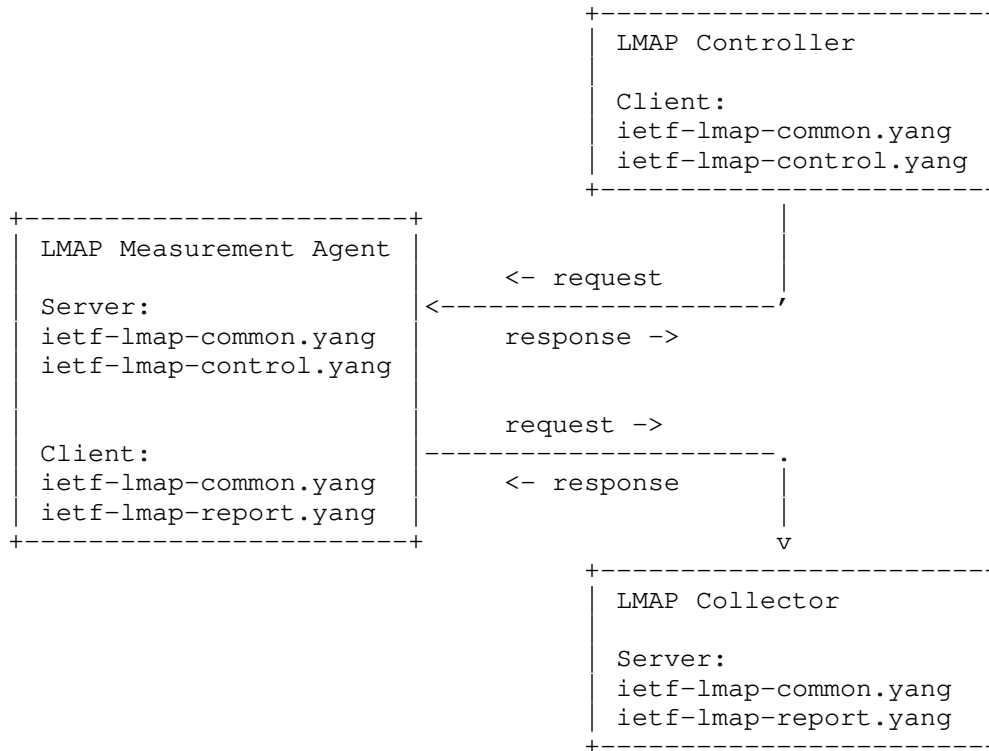 LMAP Controller
Client:
ietf-lmap-common.yang
ietf-lmap-control.yang
LMAP Measurement Agent
<- request
Server:
ietf-lmap-common.yang
response ->
ietf-lmap-control.yang
request ->
Client:
ietf-lmap-common.yang
<- response
ietf-lmap-report.yang
v
LMAP Collector
Server:
ietf-lmap-common.yang
ietf-lmap-report.yang